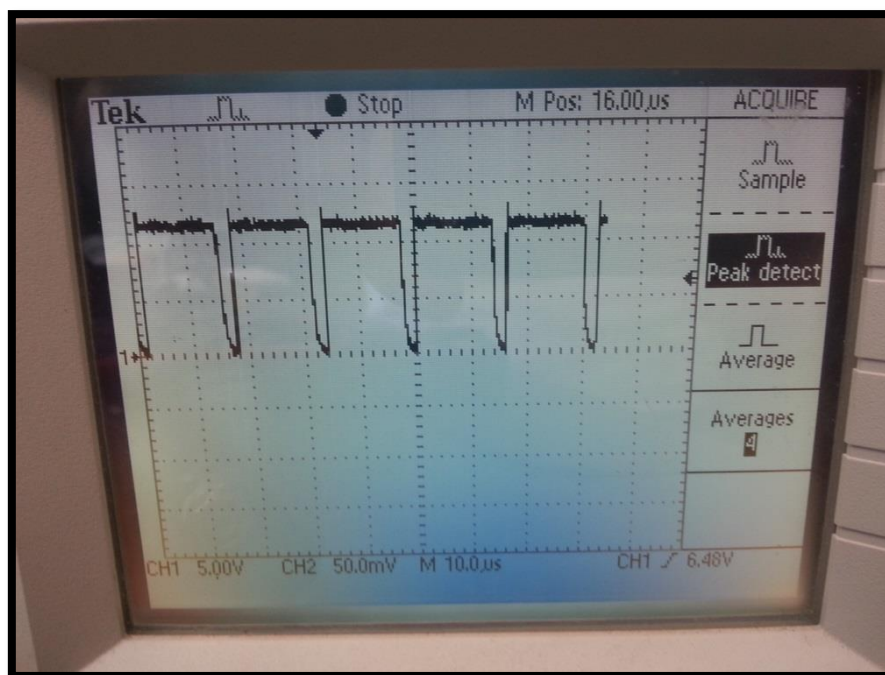 Tek Stop M Pos: 16.00µs ACQUIRE
Sample
Peak detect
1
Average
Averages
4
CH1 5.00V CH2 50.0mV M 10.0µs CH1 6.48V